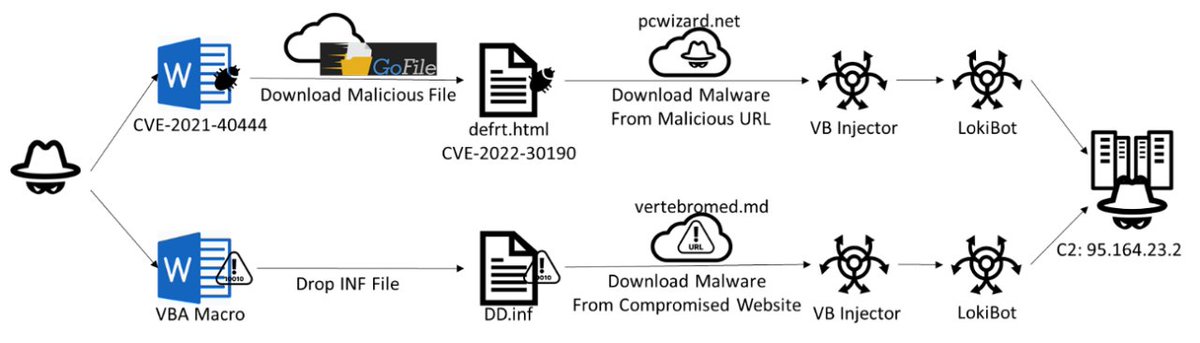 pcwizard.net
GoFile
Download Malicious File
CVE-2021-40444
defrt.html
CVE-2022-30190
Download Malware
From Malicious URL
VB Injector
LokiBot
W
C2: 95.164.23.2
vertebromed.md
URL
W
10010
VBA Macro
Drop INF File
DD.inf
Download Malware
From Compromised Website
VB Injector
LokiBot